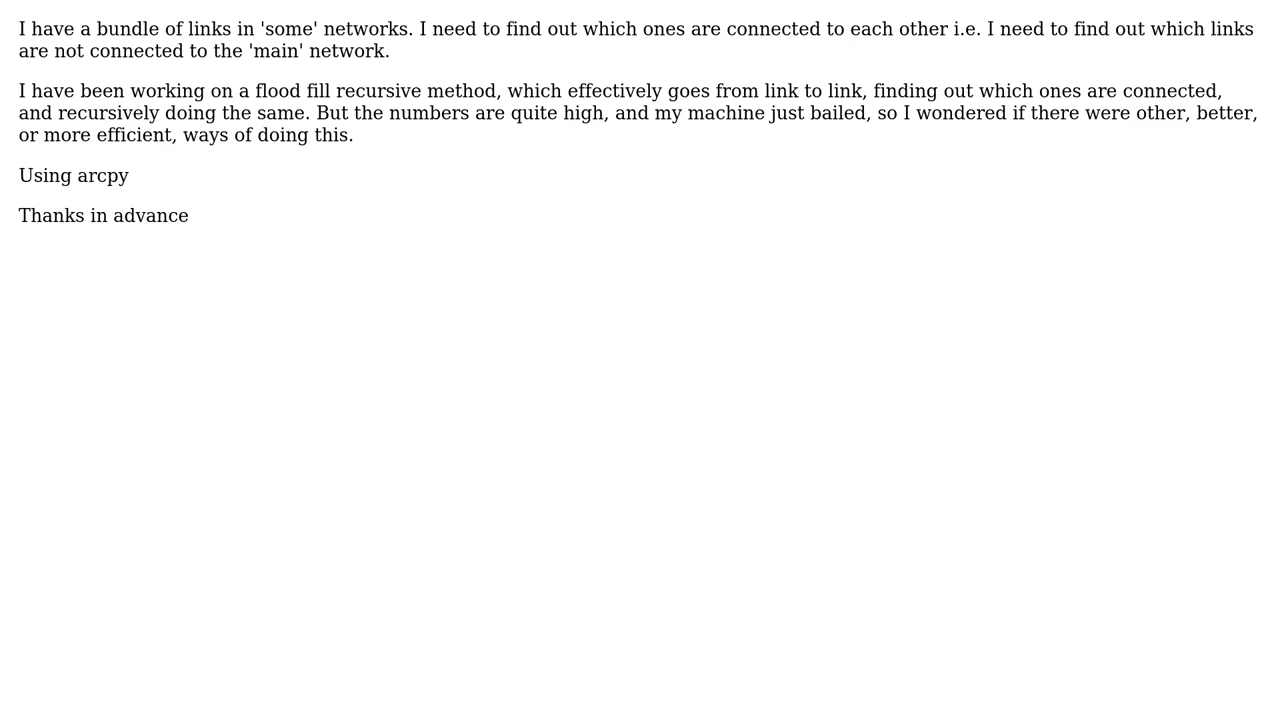 I have a bundle of links in 'some' networks. I need to find out which ones are connected to each other i.e. I need to find out which links
are not connected to the 'main' network.
I have been working on a flood fill recursive method, which effectively goes from link to link, finding out which ones are connected,
and recursively doing the same. But the numbers are quite high, and my machine just bailed, so I wondered if there were other, better,
or more efficient, ways of doing this.
Using arcpy
Thanks in advance